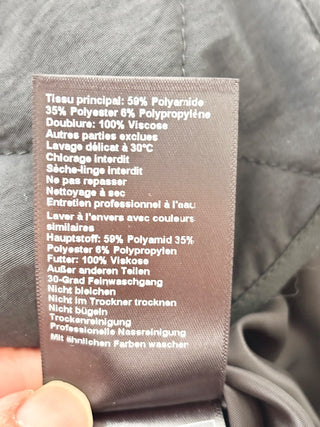 Tissu principal: 59% Polyamide
35% Polyester 6% Polypropyléne
Doublure: 100% Viscose
Autres parties exclues
Lavage délicat à 30°C
Chlorage interdit
Sèche-linge interdit
Ne pas repasser
Nettoyage à sec
Entretien professionnel à l'eau
Laver à l'envers avec couleurs
similaires
Hauptstoff: 59% Polyamid 35%
Polyester 6% Polypropylen
Futter: 100% Viskose
Außer anderen Teilen
30-Grad Feinwaschgang
Nicht bleichen
Nicht im Trockner trocknen
Nicht bügeln
Trockenreinigung
Professionelle Nassreinigung
Mit ähnlichen Farben wascher